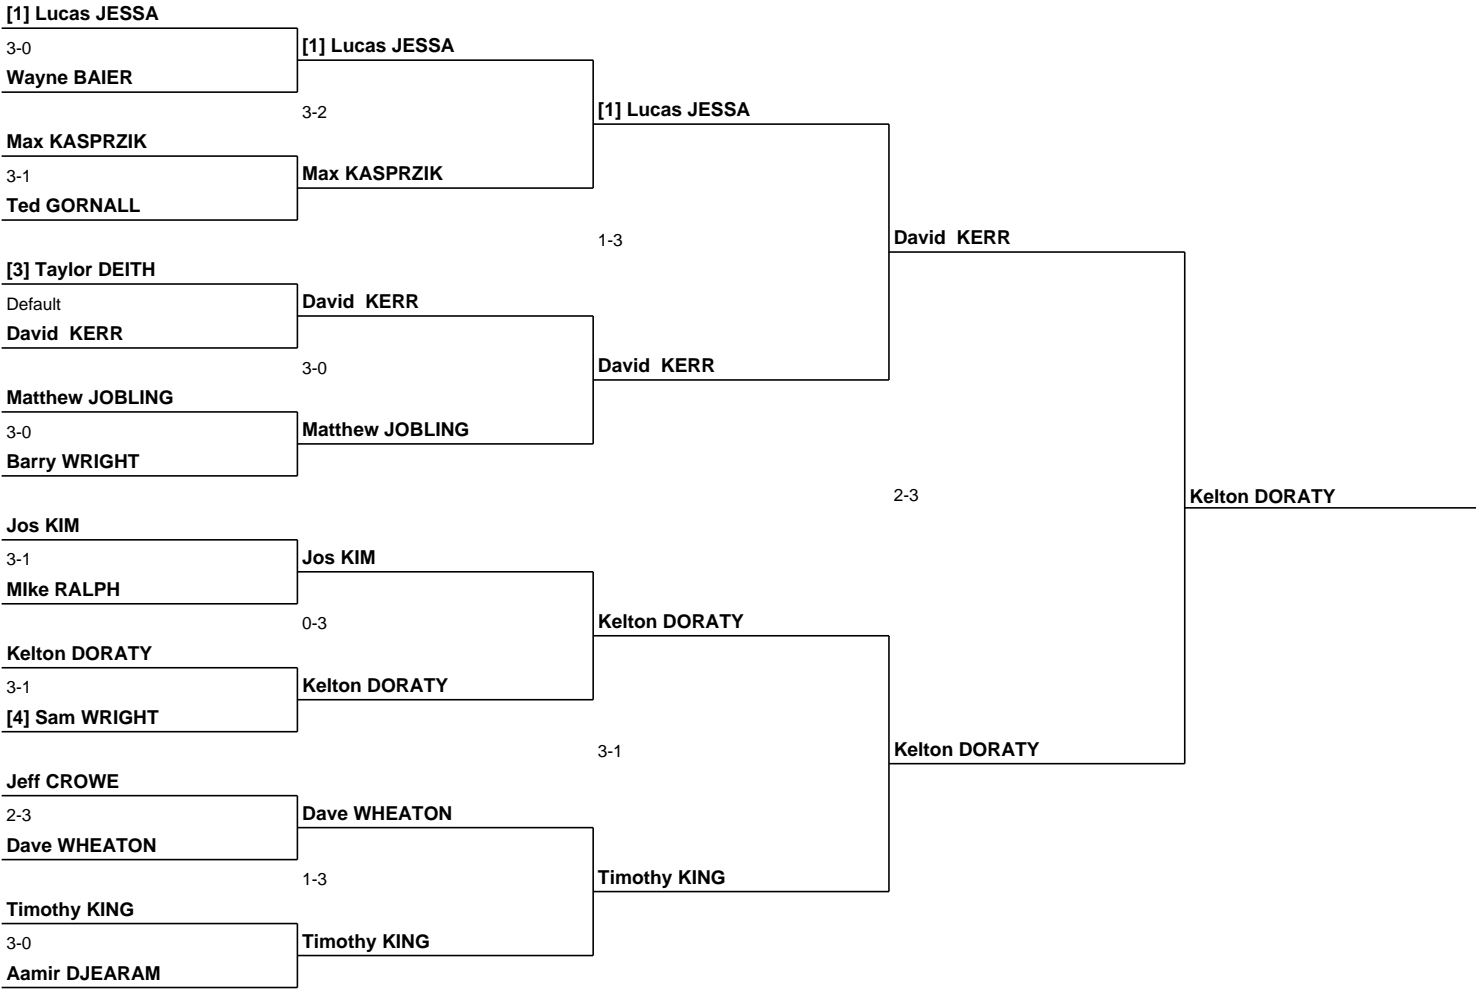 [1] Lucas JESSA
3-0
Wayne BAIER
Max KASPRZIK
3-1
Ted GORNALL
[3] Taylor DEITH
Default
David  KERR
Matthew JOBLING
3-0
Barry WRIGHT
Jos KIM
3-1
MIke RALPH
Kelton DORATY
3-1
[4] Sam WRIGHT
Jeff CROWE
2-3
Dave WHEATON
Timothy KING
3-0
Aamir DJEARAM
[1] Lucas JESSA
3-2
Max KASPRZIK
David  KERR
3-0
Matthew JOBLING
Jos KIM
0-3
Kelton DORATY
Dave WHEATON
1-3
Timothy KING
[1] Lucas JESSA
1-3
David  KERR
Kelton DORATY
3-1
Timothy KING
David  KERR
2-3
Kelton DORATY
Kelton DORATY